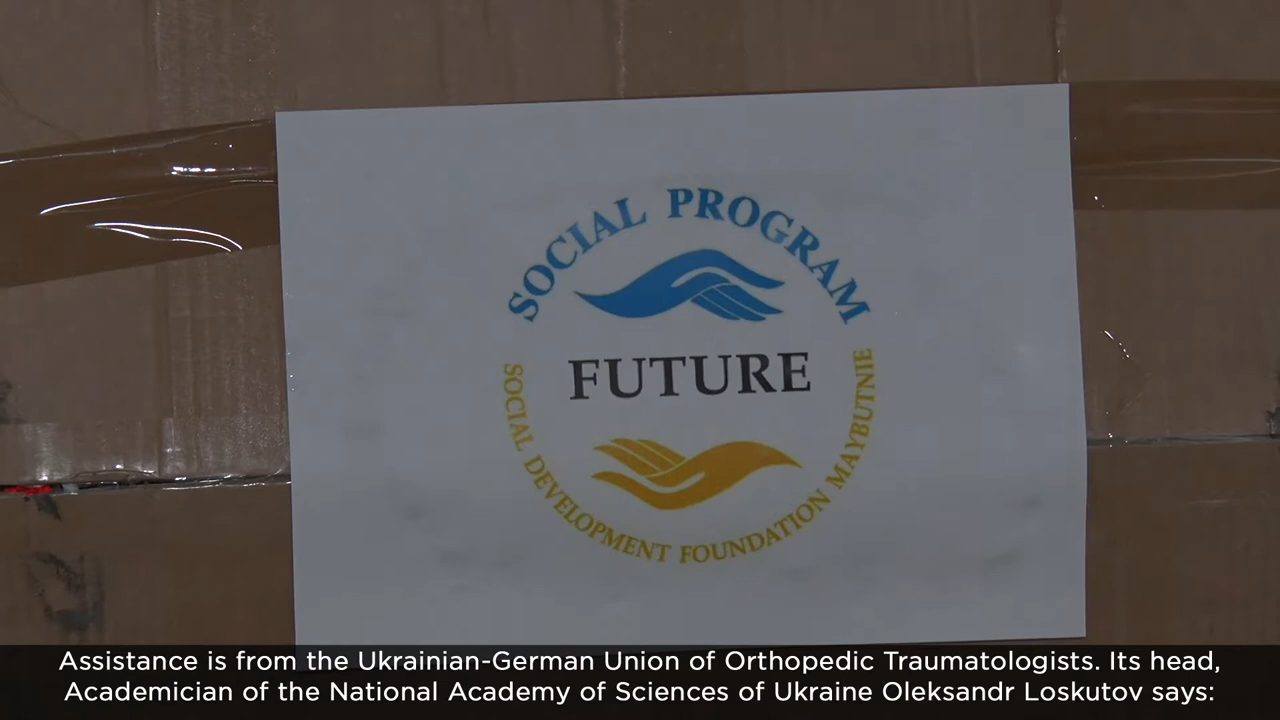 SOCIAL PROGRAM
FUTURE
SOCIAL DEVELOPMENT FOUNDATION MAYBUTNIE
Assistance is from the Ukrainian-German Union of Orthopedic Traumatologists. Its head,
Academician of the National Academy of Sciences of Ukraine Oleksandr Loskutov says: